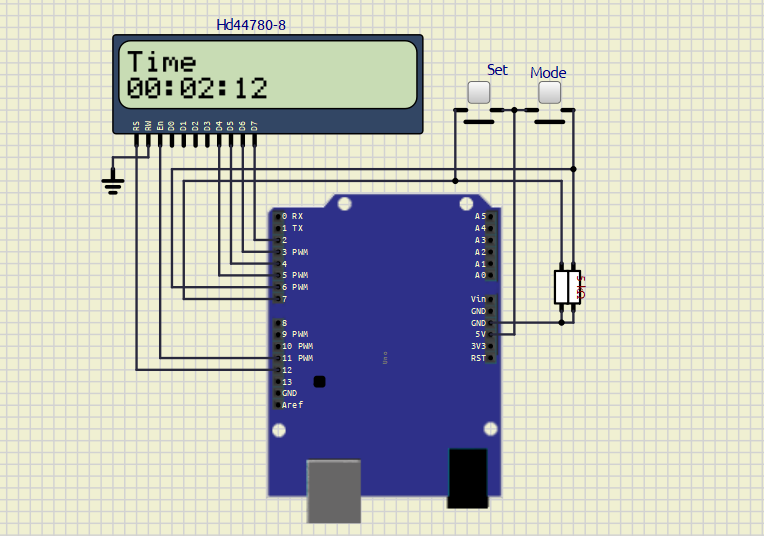 Hd44780-8
Time
00:02:12
RS RW En D0 D1 D2 D3 D4 D5 D6 D7
Set
Mode
0 RX
1 TX
2
3 PWM
4
5 PWM
6 PWM
7
8
9 PWM
10 PWM
11 PWM
12
13
GND
Aref
A5
A4
A3
A2
A1
A0
Vin
GND
GND
5V
3V3
RST